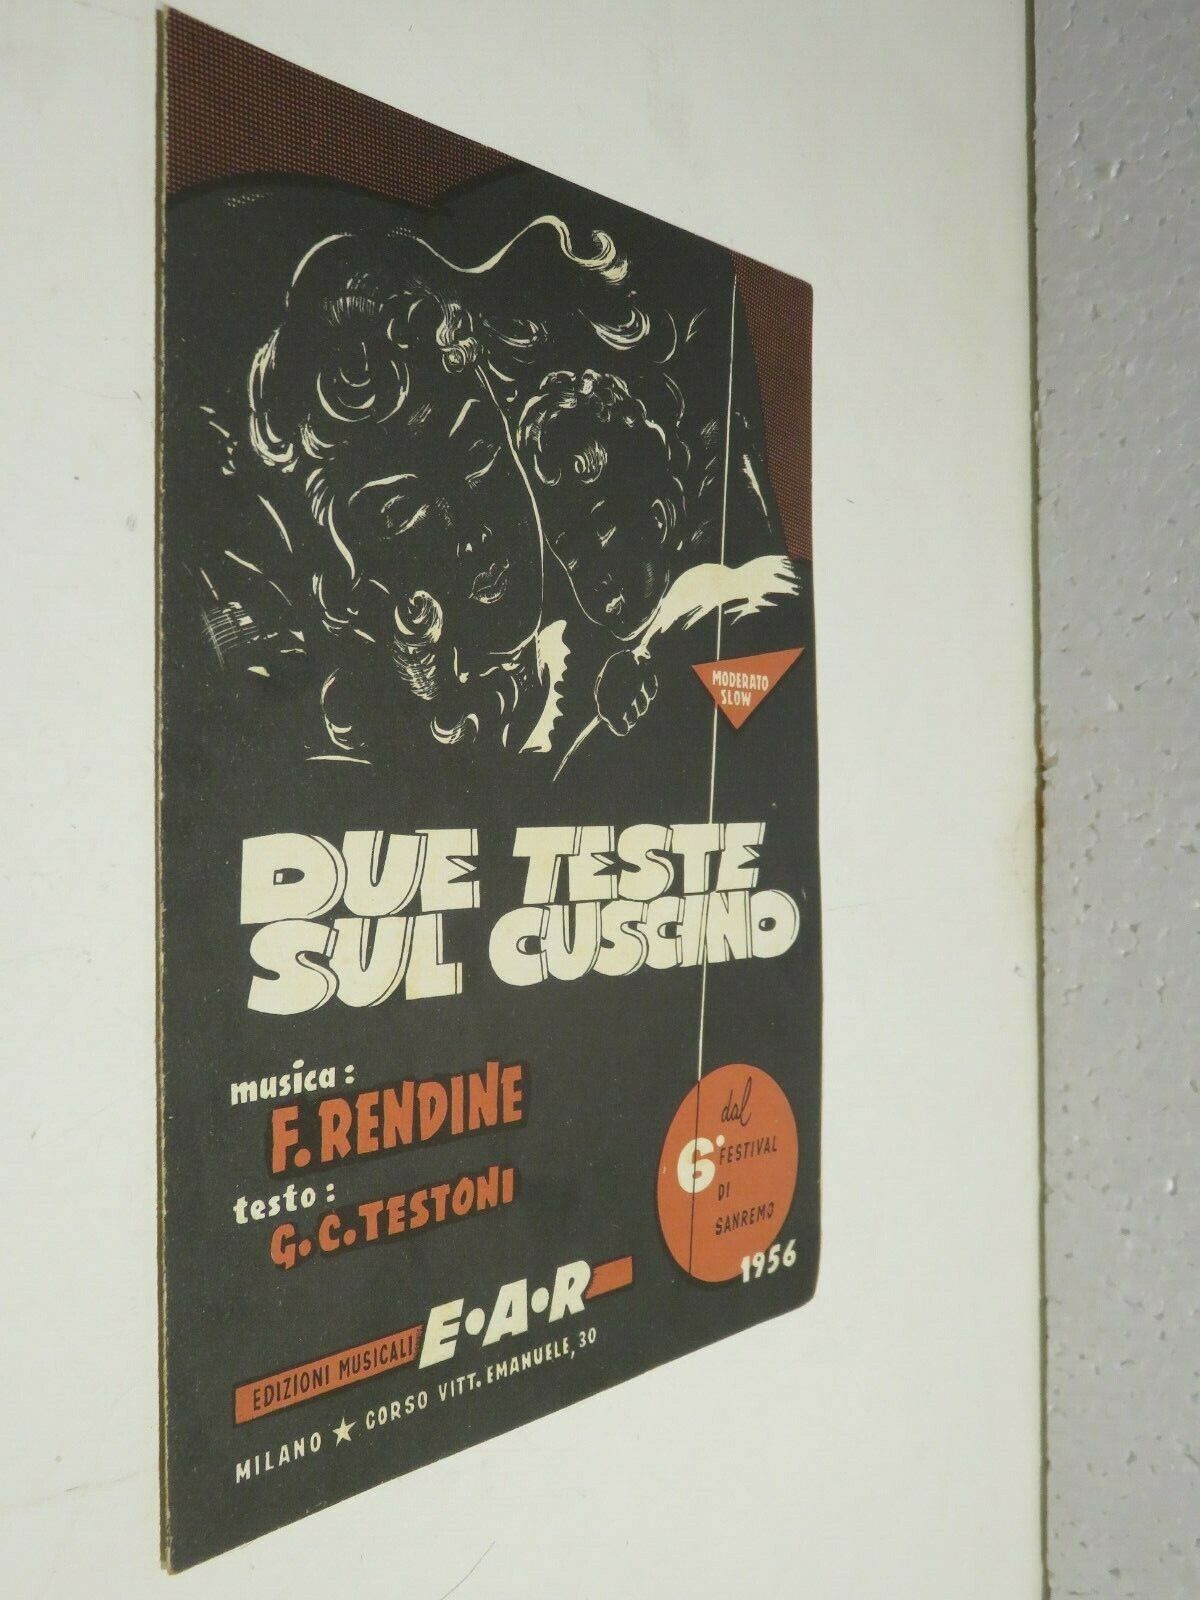 MODERATO
SLOW
DUE TESTE
SUL CUSCINO
musica:
F. RENDINE
testo:
G. C. TESTONI
dal
6° FESTIVAL
DI
SANREMO
1956
EDIZIONI MUSICALI E·A·R
MILANO ★ CORSO VITT. EMANUELE, 30